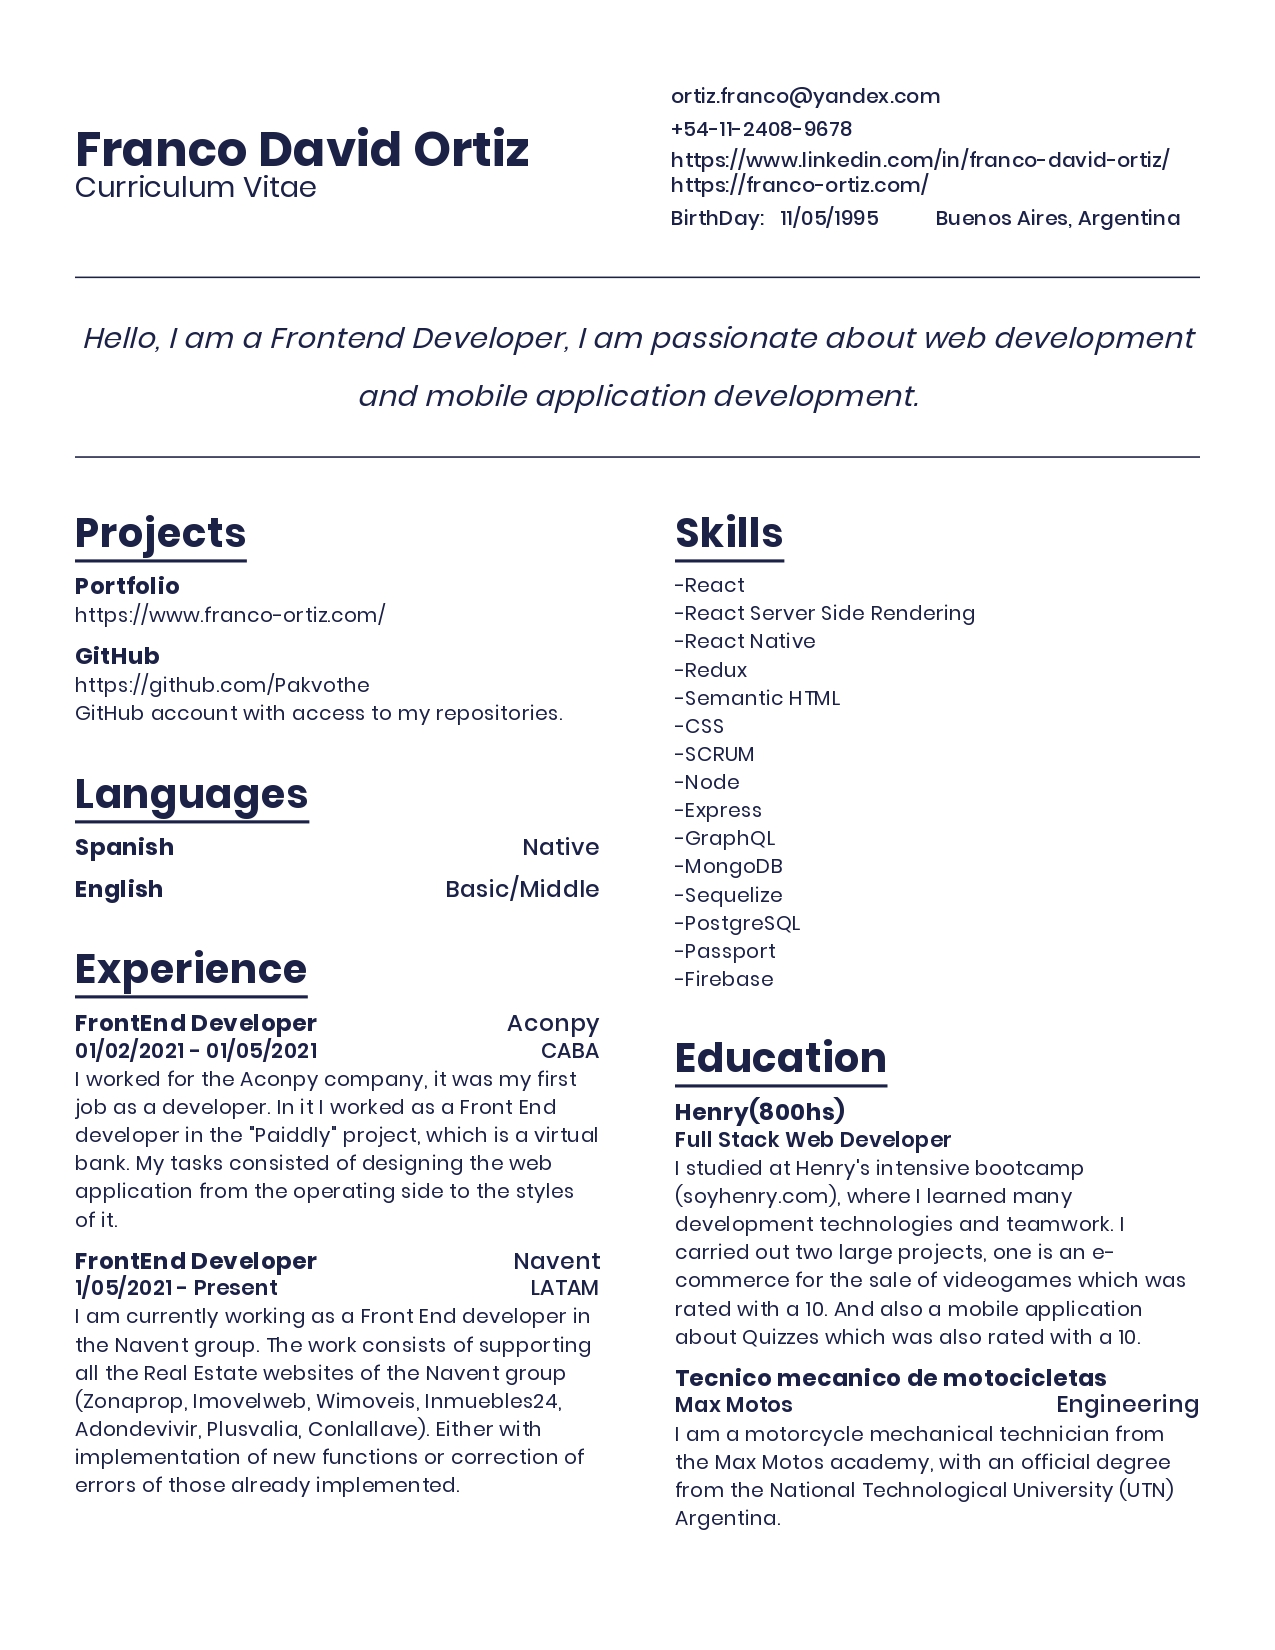 Franco David Ortiz
Curriculum Vitae
ortiz.franco@yandex.com
+54-11-2408-9678
https://www.linkedin.com/in/franco-david-ortiz/
https://franco-ortiz.com/
BirthDay: 11/05/1995 Buenos Aires, Argentina
Hello, I am a Frontend Developer, I am passionate about web development
and mobile application development.
Projects
Portfolio
https://www.franco-ortiz.com/
GitHub
https://github.com/Pakvothe
GitHub account with access to my repositories.
Languages
Spanish Native
English Basic/Middle
Experience
FrontEnd Developer Aconpy
01/02/2021 - 01/05/2021 CABA
I worked for the Aconpy company, it was my first
job as a developer. In it I worked as a Front End
developer in the "Paiddly" project, which is a virtual
bank. My tasks consisted of designing the web
application from the operating side to the styles
of it.
FrontEnd Developer Navent
1/05/2021 - Present LATAM
I am currently working as a Front End developer in
the Navent group. The work consists of supporting
all the Real Estate websites of the Navent group
(Zonaprop, Imovelweb, Wimoveis, Inmuebles24,
Adondevivir, Plusvalia, Conlallave). Either with
implementation of new functions or correction of
errors of those already implemented.
Skills
-React
-React Server Side Rendering
-React Native
-Redux
-Semantic HTML
-CSS
-SCRUM
-Node
-Express
-GraphQL
-MongoDB
-Sequelize
-PostgreSQL
-Passport
-Firebase
Education
Henry(800hs)
Full Stack Web Developer
I studied at Henry's intensive bootcamp
(soyhenry.com), where I learned many
development technologies and teamwork. I
carried out two large projects, one is an e-
commerce for the sale of videogames which was
rated with a 10. And also a mobile application
about Quizzes which was also rated with a 10.
Tecnico mecanico de motocicletas
Max Motos Engineering
I am a motorcycle mechanical technician from
the Max Motos academy, with an official degree
from the National Technological University (UTN)
Argentina.